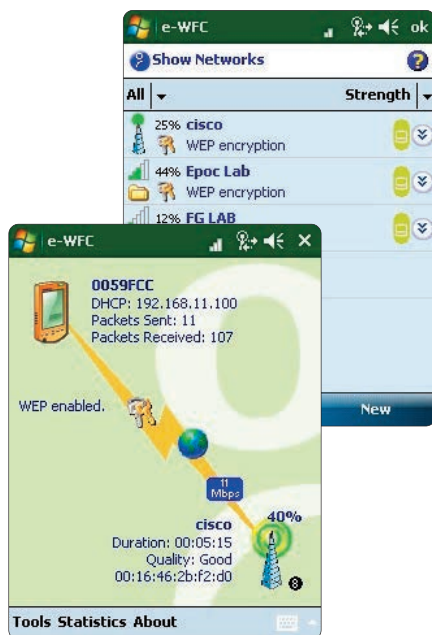 e-WFC ok
Show Networks
All Strength
25% cisco
WEP encryption
44% Epoc Lab
WEP encryption
12% FG LAB
New
e-WFC
0059FCC
DHCP: 192.168.11.100
Packets Sent: 11
Packets Received: 107
WEP enabled.
11
Mbps
40%
cisco
Duration: 00:05:15
Quality: Good
00:16:46:2b:f2:d0
8
Tools Statistics About